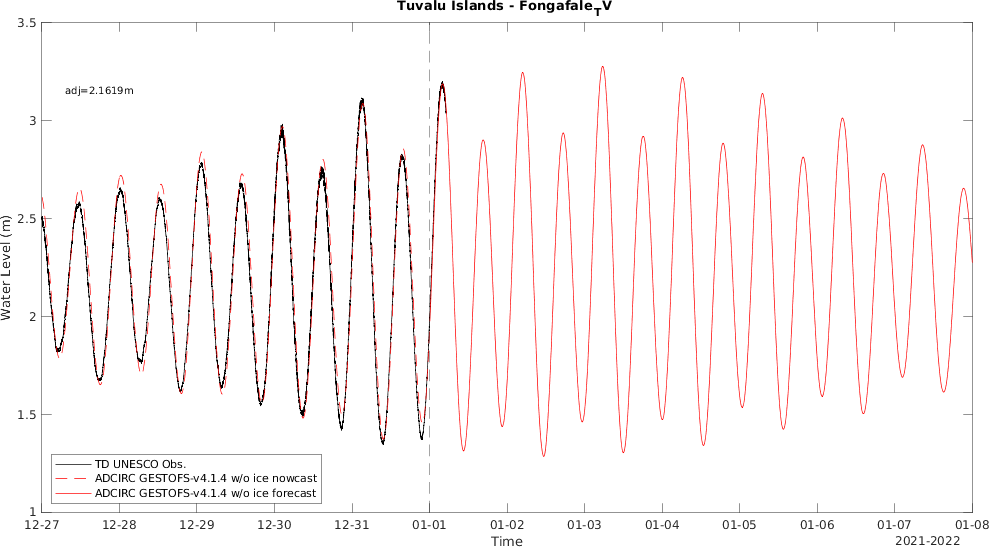 Tuvalu Islands - Fongafale_TV
3.5
adj=2.1619m
3
2.5
Water Level (m)
2
1.5
TD UNESCO Obs.
ADCIRC GESTOFS-v4.1.4 w/o ice nowcast
ADCIRC GESTOFS-v4.1.4 w/o ice forecast
1
12-27 12-28 12-29 12-30 12-31 01-01 01-02 01-03 01-04 01-05 01-06 01-07 01-08
Time
2021-2022